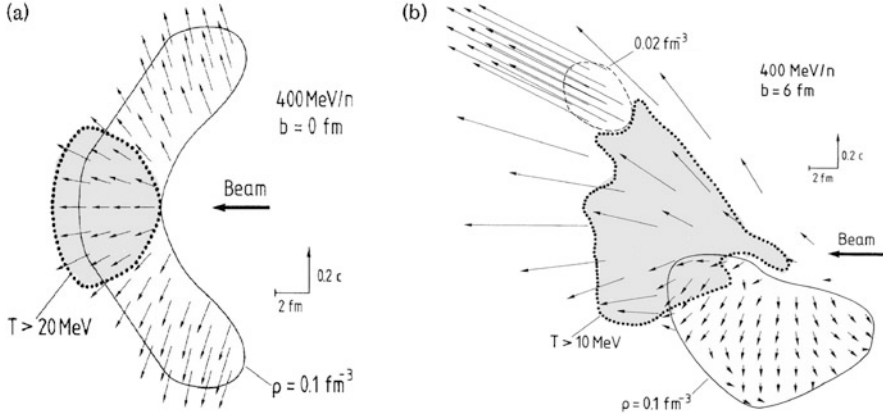 (a)
400 MeV/n
b = 0 fm
Beam
0.2 c
2 fm
T > 20 MeV
ρ = 0.1 fm⁻³
(b)
0.02 fm⁻³
400 MeV/n
b = 6 fm
0.2 c
2 fm
Beam
T > 10 MeV
ρ = 0.1 fm⁻³